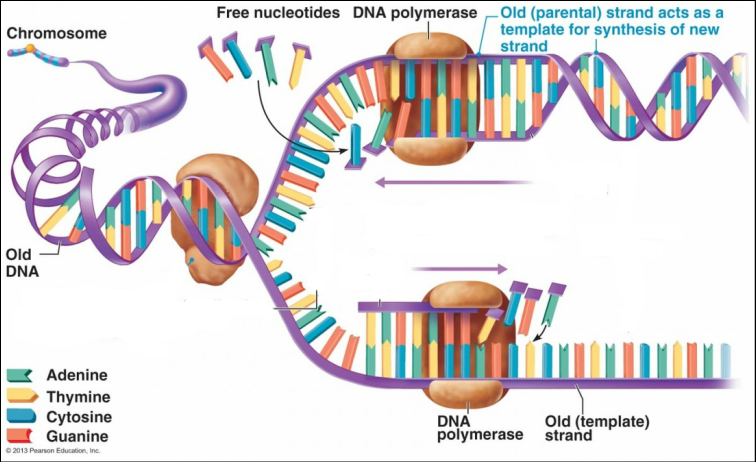 Free nucleotides
DNA polymerase
Old (parental) strand acts as a
template for synthesis of new
strand
Chromosome
Old
DNA
Adenine
Thymine
Cytosine
Guanine
DNA
polymerase
Old (template)
strand
© 2013 Pearson Education, Inc.